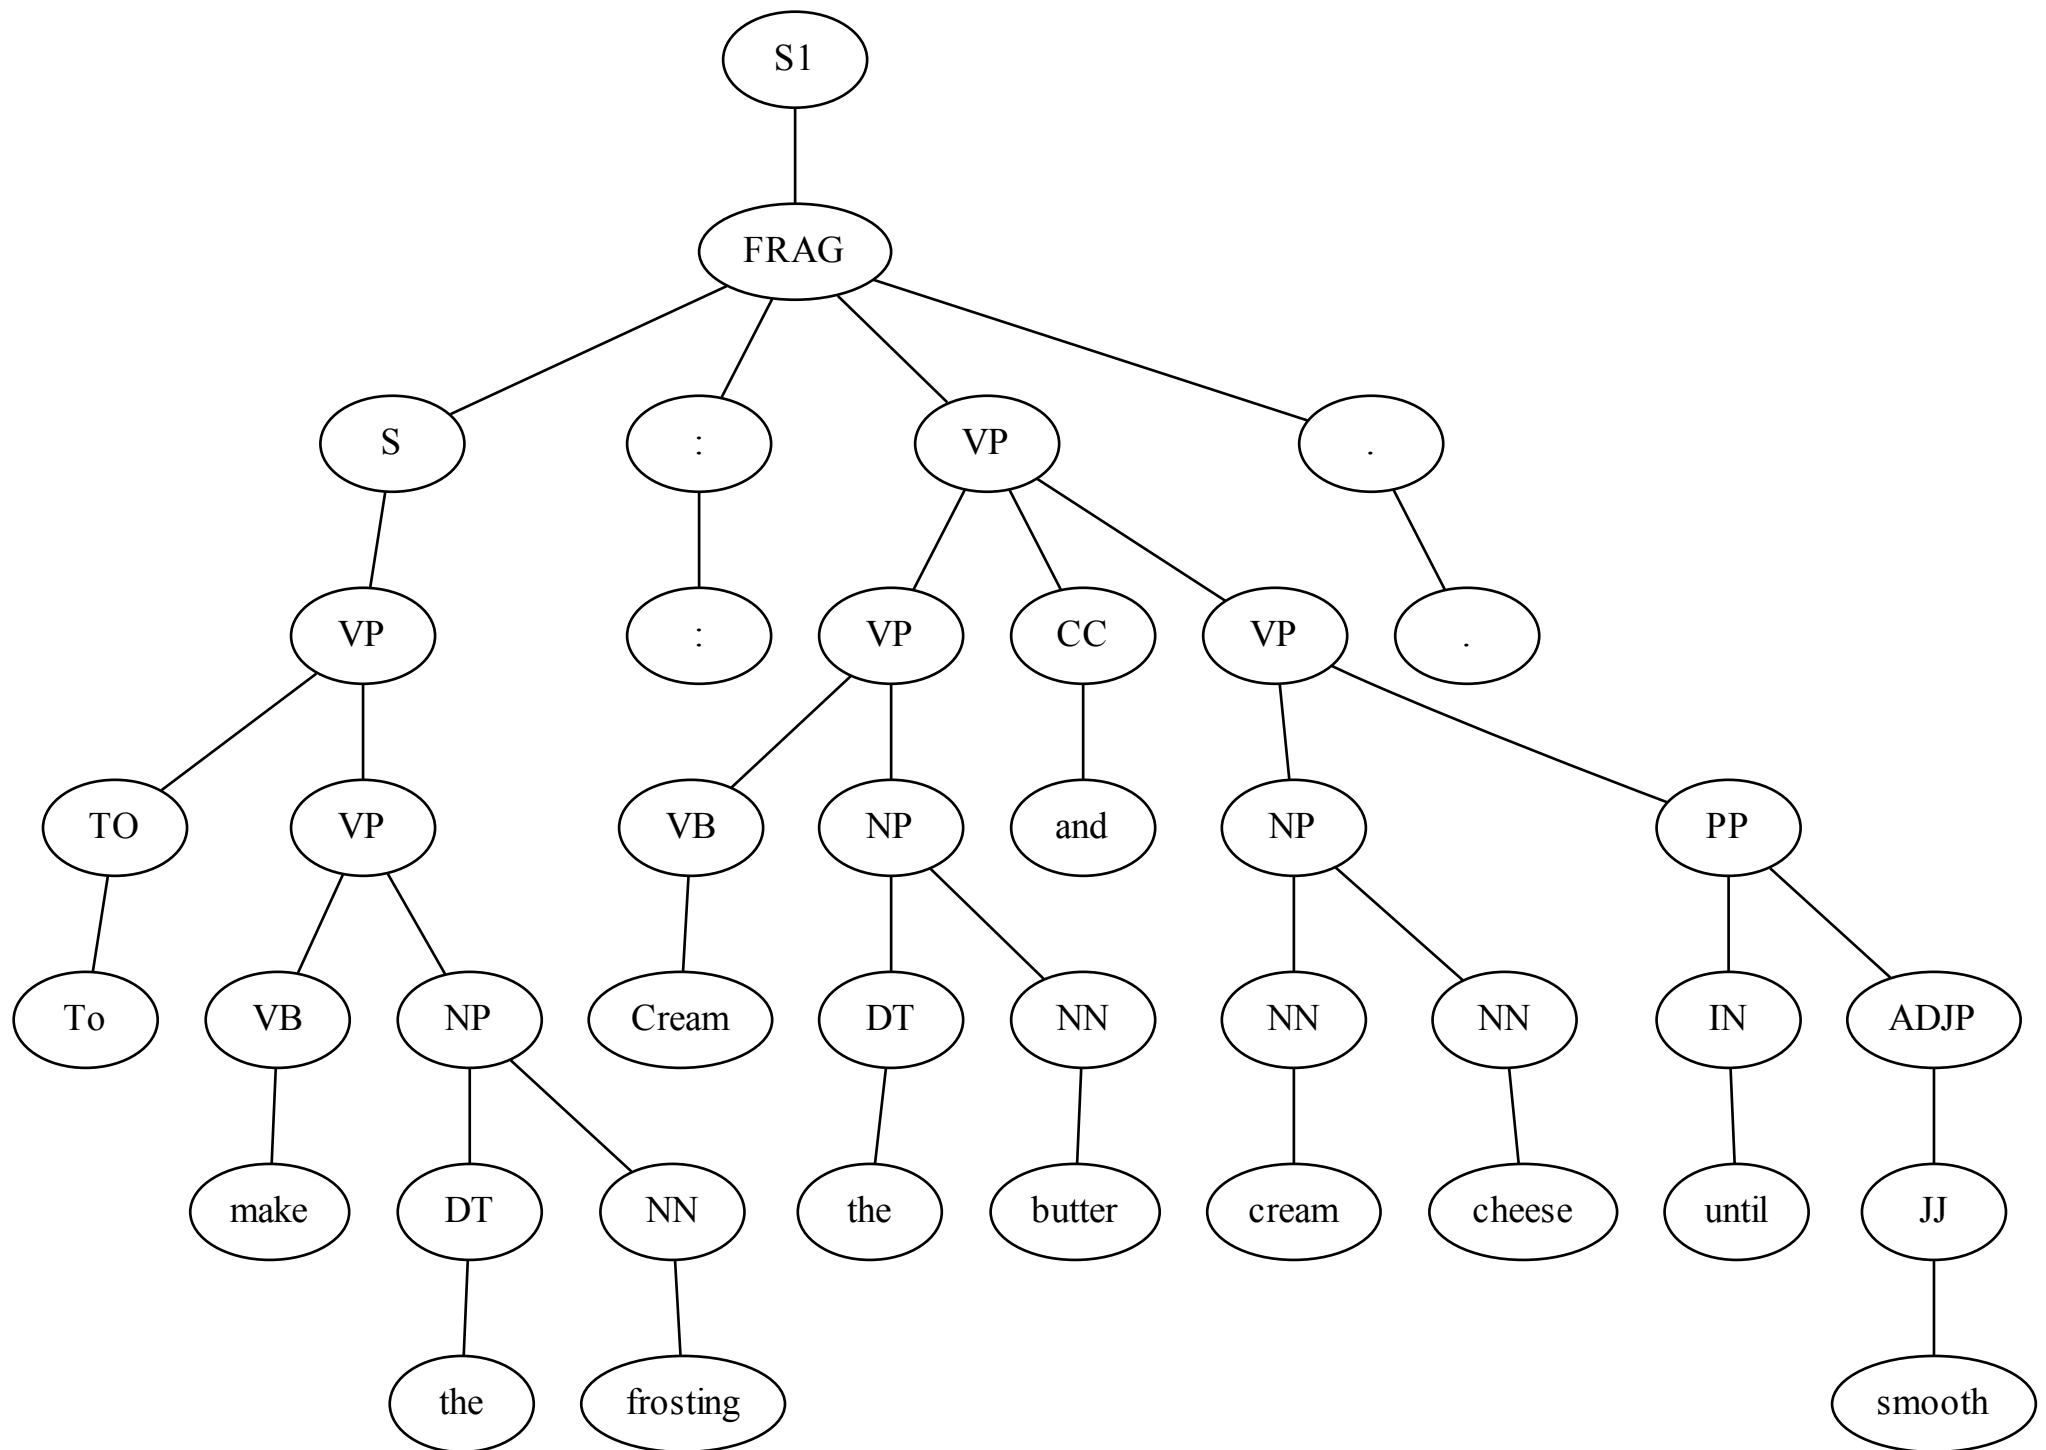 S1
FRAG
S : VP .
VP : VP CC VP .
TO VP VB NP and NP PP
To VB NP Cream DT NN NN NN IN ADJP
make DT NN the butter cream cheese until JJ
the frosting smooth